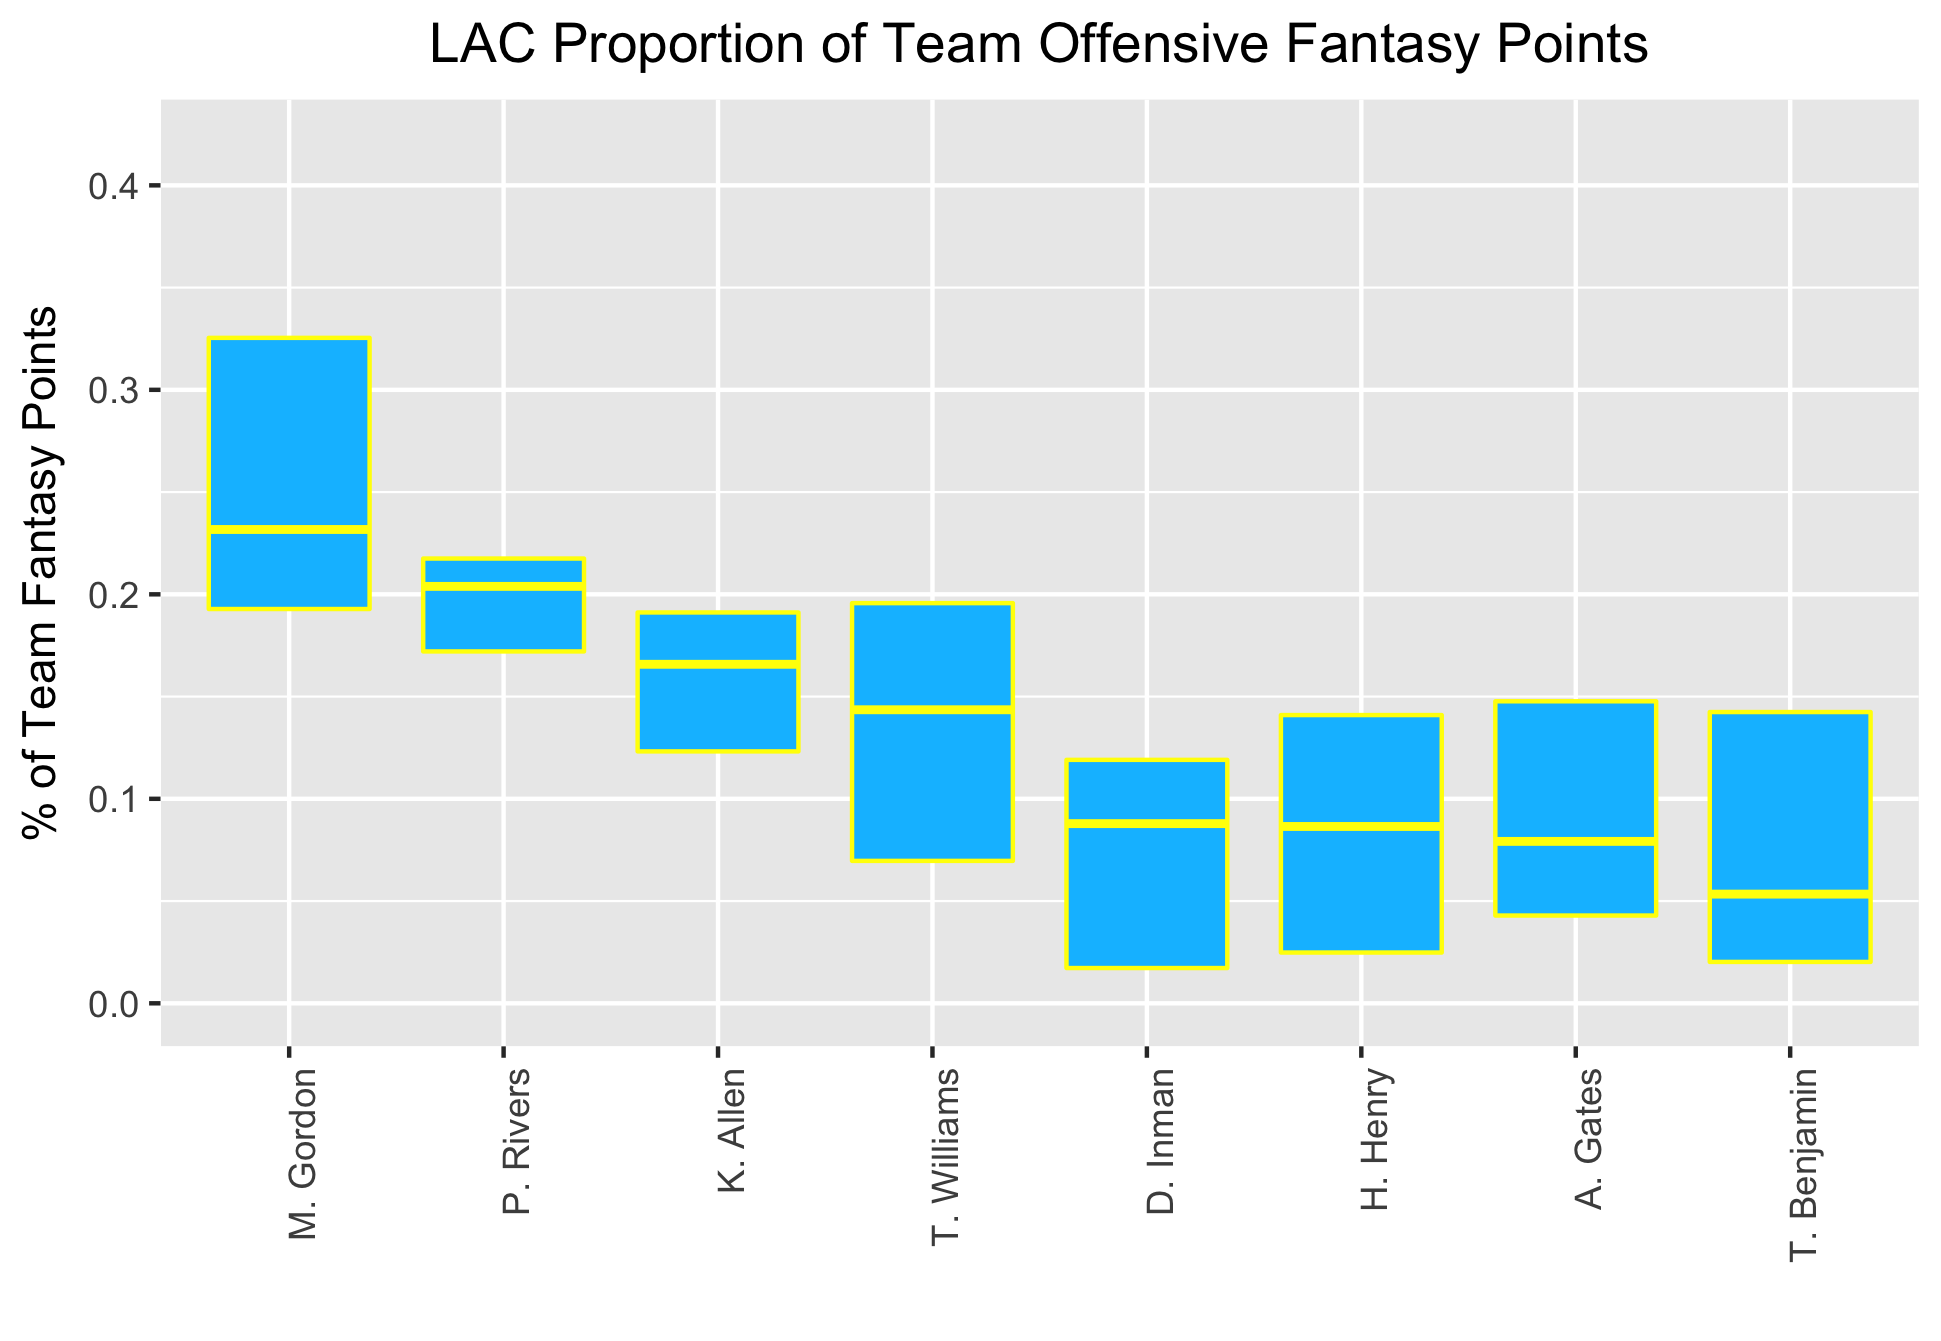 LAC Proportion of Team Offensive Fantasy Points
% of Team Fantasy Points
0.4
0.3
0.2
0.1
0.0
M. Gordon
P. Rivers
K. Allen
T. Williams
D. Inman
H. Henry
A. Gates
T. Benjamin